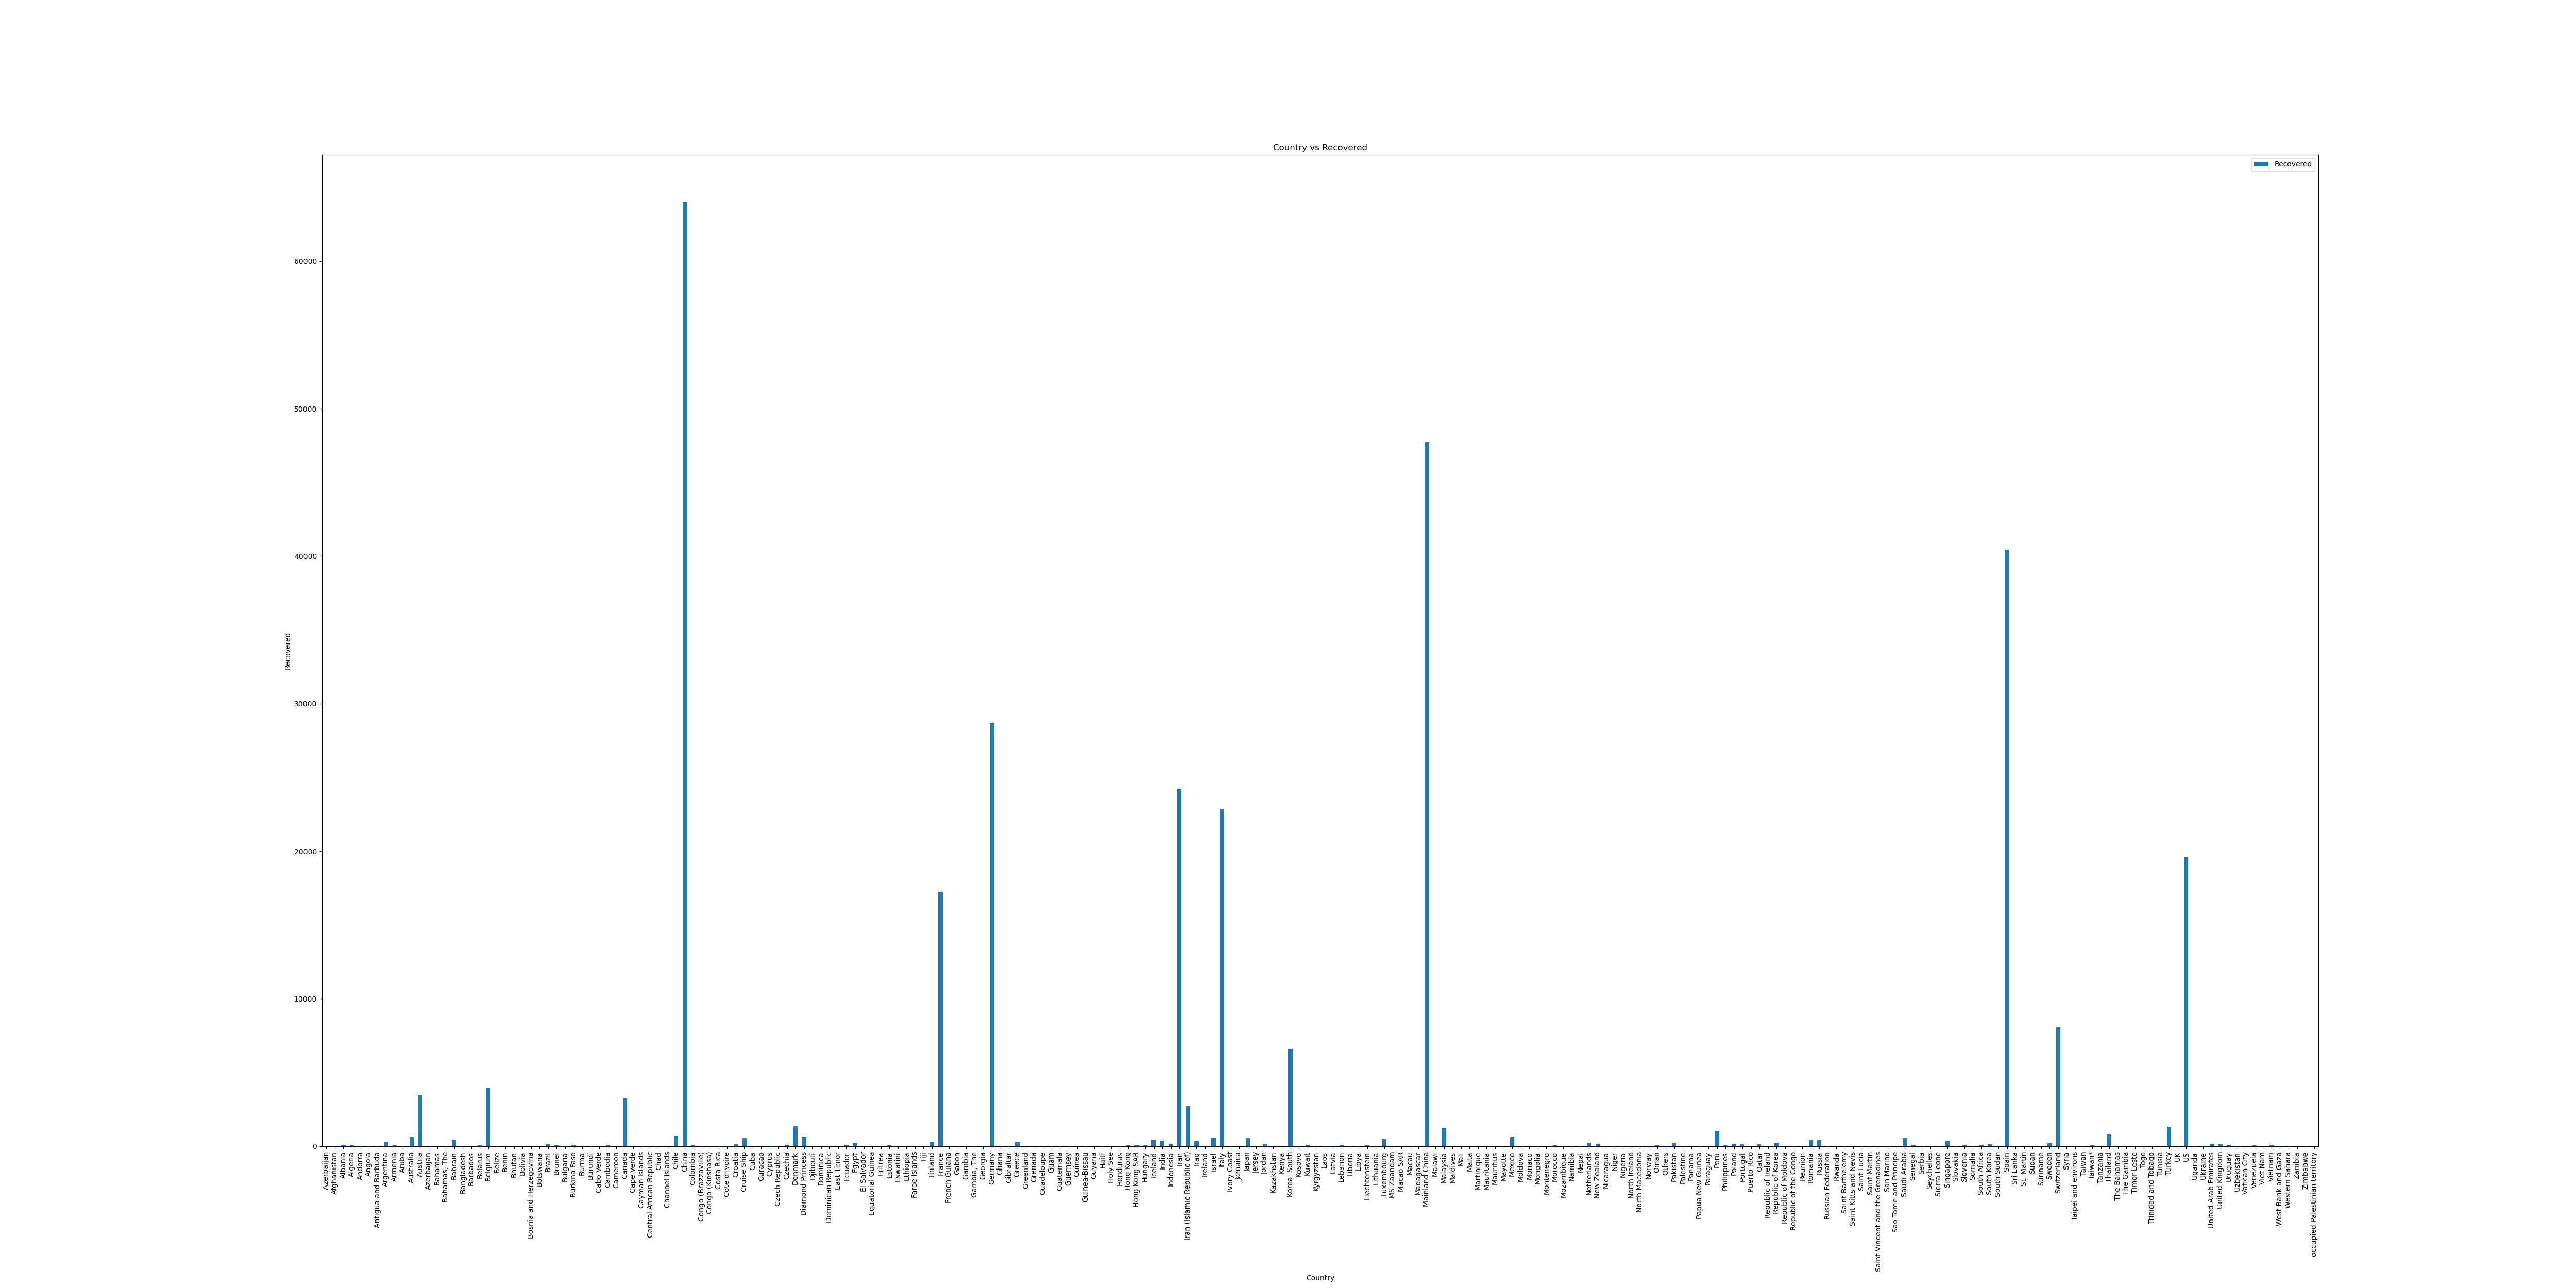 Country vs Recovered
Recovered
60000
50000
40000
30000
20000
10000
0
Recovered
Azerbaijan
Afghanistan
Albania
Algeria
Andorra
Angola
Antigua and Barbuda
Argentina
Armenia
Aruba
Australia
Austria
Azerbaijan
Bahamas
Bahamas, The
Bahrain
Bangladesh
Barbados
Belarus
Belgium
Belize
Benin
Bhutan
Bolivia
Bosnia and Herzegovina
Botswana
Brazil
Brunei
Bulgaria
Burkina Faso
Burma
Burundi
Cabo Verde
Cambodia
Cameroon
Canada
Cape Verde
Cayman Islands
Central African Republic
Chad
Channel Islands
Chile
China
Colombia
Congo (Brazzaville)
Congo (Kinshasa)
Costa Rica
Cote d'Ivoire
Croatia
Cruise Ship
Cuba
Curacao
Cyprus
Czech Republic
Czechia
Denmark
Diamond Princess
Djibouti
Dominica
Dominican Republic
East Timor
Ecuador
Egypt
El Salvador
Equatorial Guinea
Eritrea
Estonia
Eswatini
Ethiopia
Faroe Islands
Fiji
Finland
France
French Guiana
Gabon
Gambia
Gambia, The
Georgia
Germany
Ghana
Gibraltar
Greece
Greenland
Grenada
Guadeloupe
Guam
Guatemala
Guernsey
Guinea
Guinea-Bissau
Guyana
Haiti
Holy See
Honduras
Hong Kong
Hong Kong SAR
Hungary
Iceland
India
Indonesia
Iran
Iran (Islamic Republic of)
Iraq
Ireland
Israel
Italy
Ivory Coast
Jamaica
Japan
Jersey
Jordan
Kazakhstan
Kenya
Korea, South
Kosovo
Kuwait
Kyrgyzstan
Laos
Latvia
Lebanon
Liberia
Libya
Liechtenstein
Lithuania
Luxembourg
MS Zaandam
Macao SAR
Macau
Madagascar
Mainland China
Malawi
Malaysia
Maldives
Mali
Malta
Martinique
Mauritania
Mauritius
Mayotte
Mexico
Moldova
Monaco
Mongolia
Montenegro
Morocco
Mozambique
Namibia
Nepal
Netherlands
New Zealand
Nicaragua
Niger
Nigeria
North Ireland
North Macedonia
Norway
Oman
Others
Pakistan
Palestine
Panama
Papua New Guinea
Paraguay
Peru
Philippines
Poland
Portugal
Puerto Rico
Qatar
Republic of Ireland
Republic of Korea
Republic of Moldova
Republic of the Congo
Reunion
Romania
Russia
Russian Federation
Rwanda
Saint Barthelemy
Saint Kitts and Nevis
Saint Lucia
Saint Martin
Saint Vincent and the Grenadines
San Marino
Sao Tome and Principe
Saudi Arabia
Senegal
Serbia
Seychelles
Sierra Leone
Singapore
Slovakia
Slovenia
Somalia
South Africa
South Korea
South Sudan
Spain
Sri Lanka
St. Martin
Sudan
Suriname
Sweden
Switzerland
Syria
Taipei and environs
Taiwan
Taiwan*
Tanzania
Thailand
The Bahamas
The Gambia
Timor-Leste
Togo
Trinidad and Tobago
Tunisia
Turkey
UK
US
Uganda
Ukraine
United Arab Emirates
United Kingdom
Uruguay
Uzbekistan
Vatican City
Venezuela
Viet Nam
Vietnam
West Bank and Gaza
Western Sahara
Zambia
Zimbabwe
occupied Palestinian territory
Country